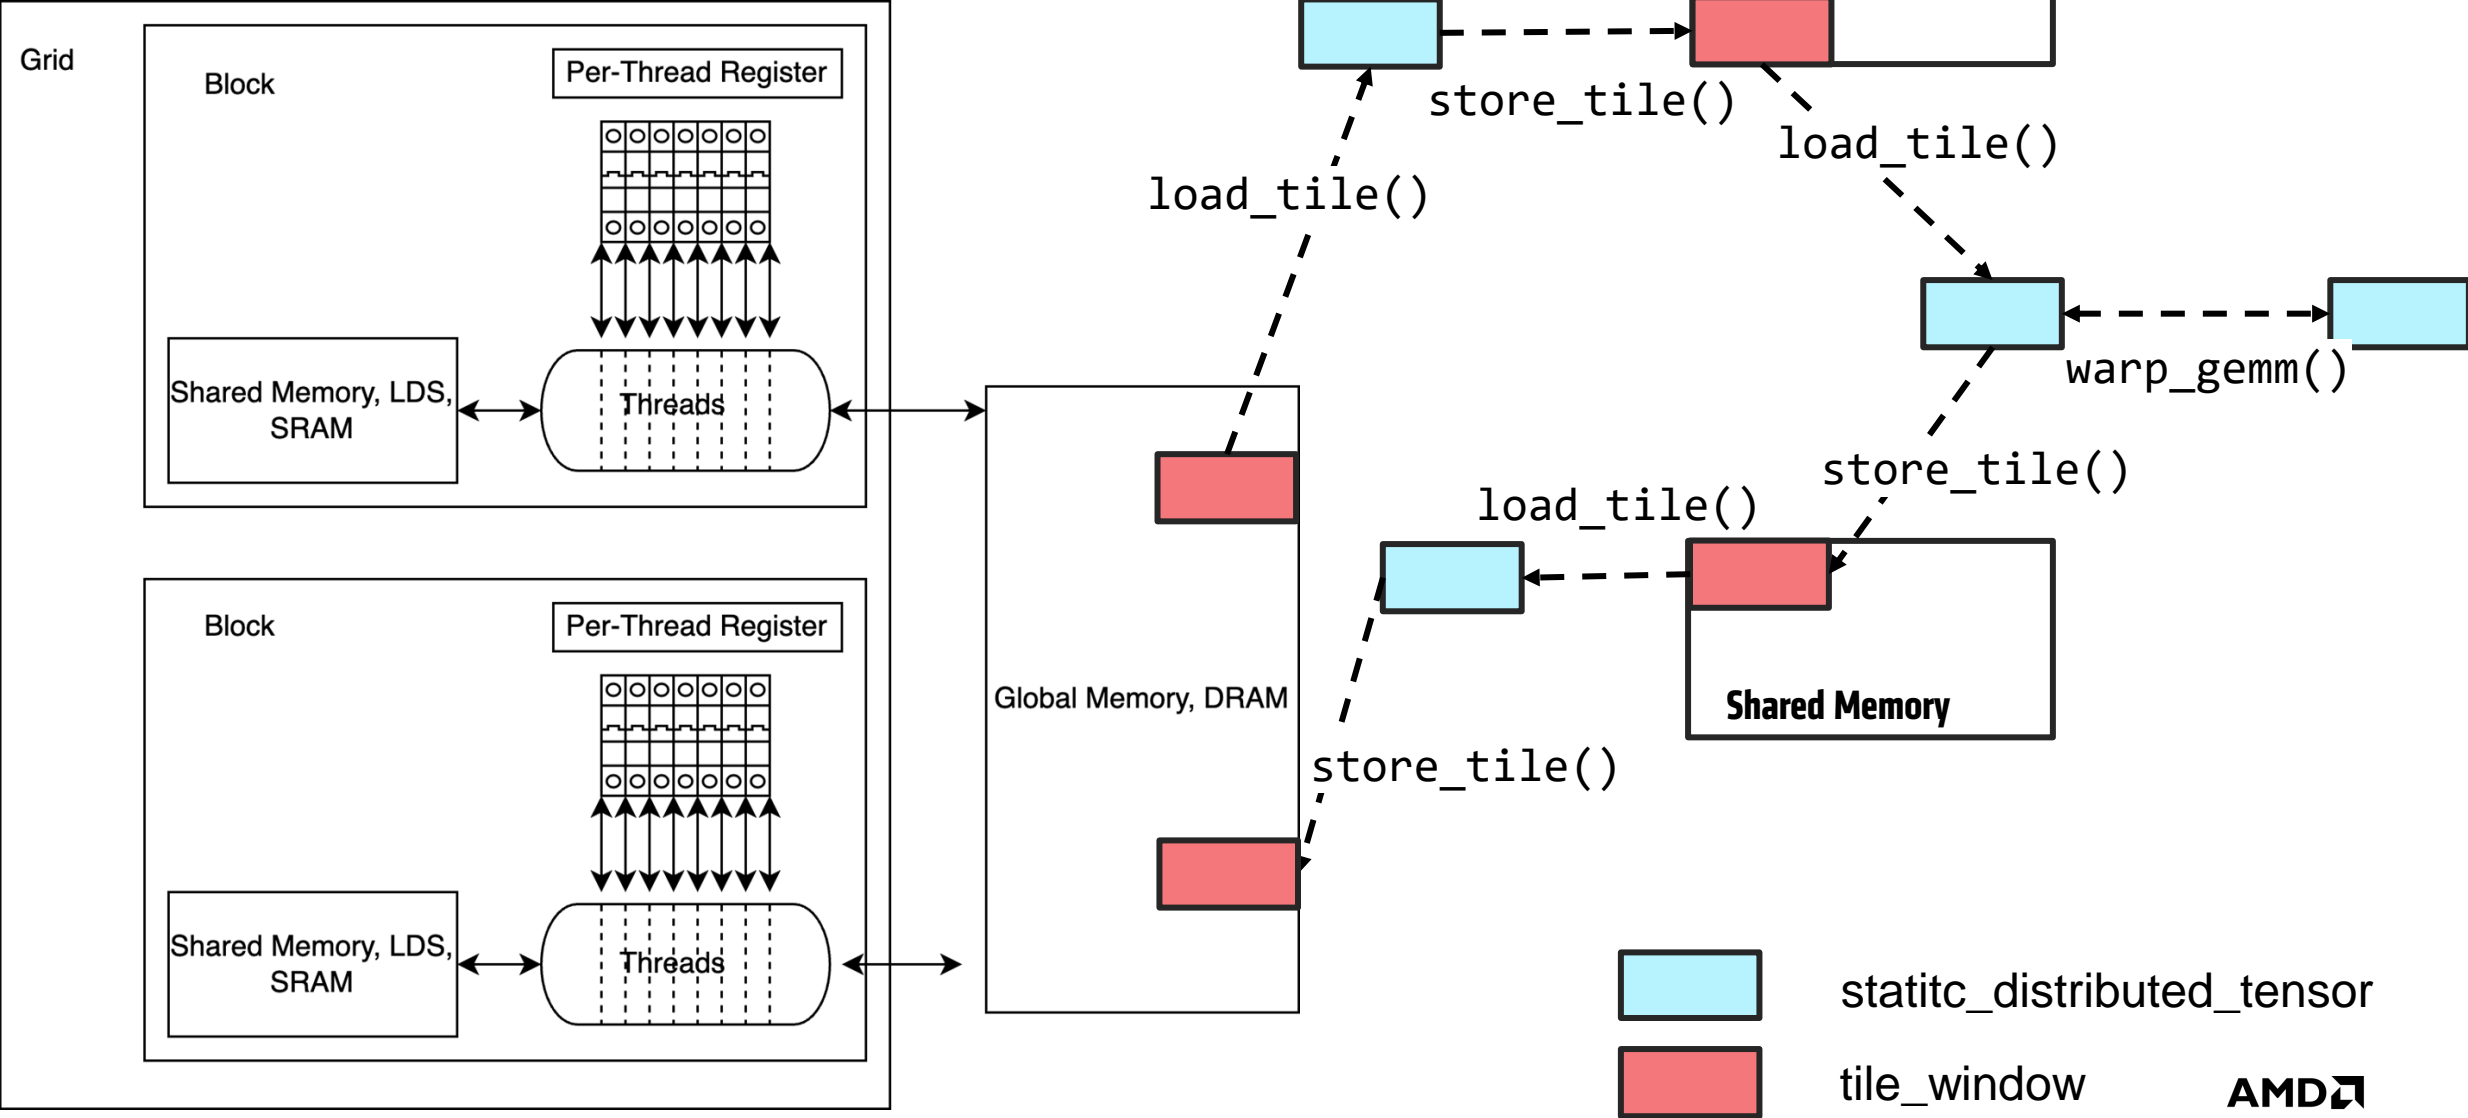 Grid
Block
Per-Thread Register
Shared Memory, LDS,
SRAM
Threads
Block
Per-Thread Register
Shared Memory, LDS,
SRAM
Threads
Global Memory, DRAM
store_tile()
load_tile()
load_tile()
warp_gemm()
store_tile()
load_tile()
Shared Memory
store_tile()
statitc_distributed_tensor
tile_window
AMD